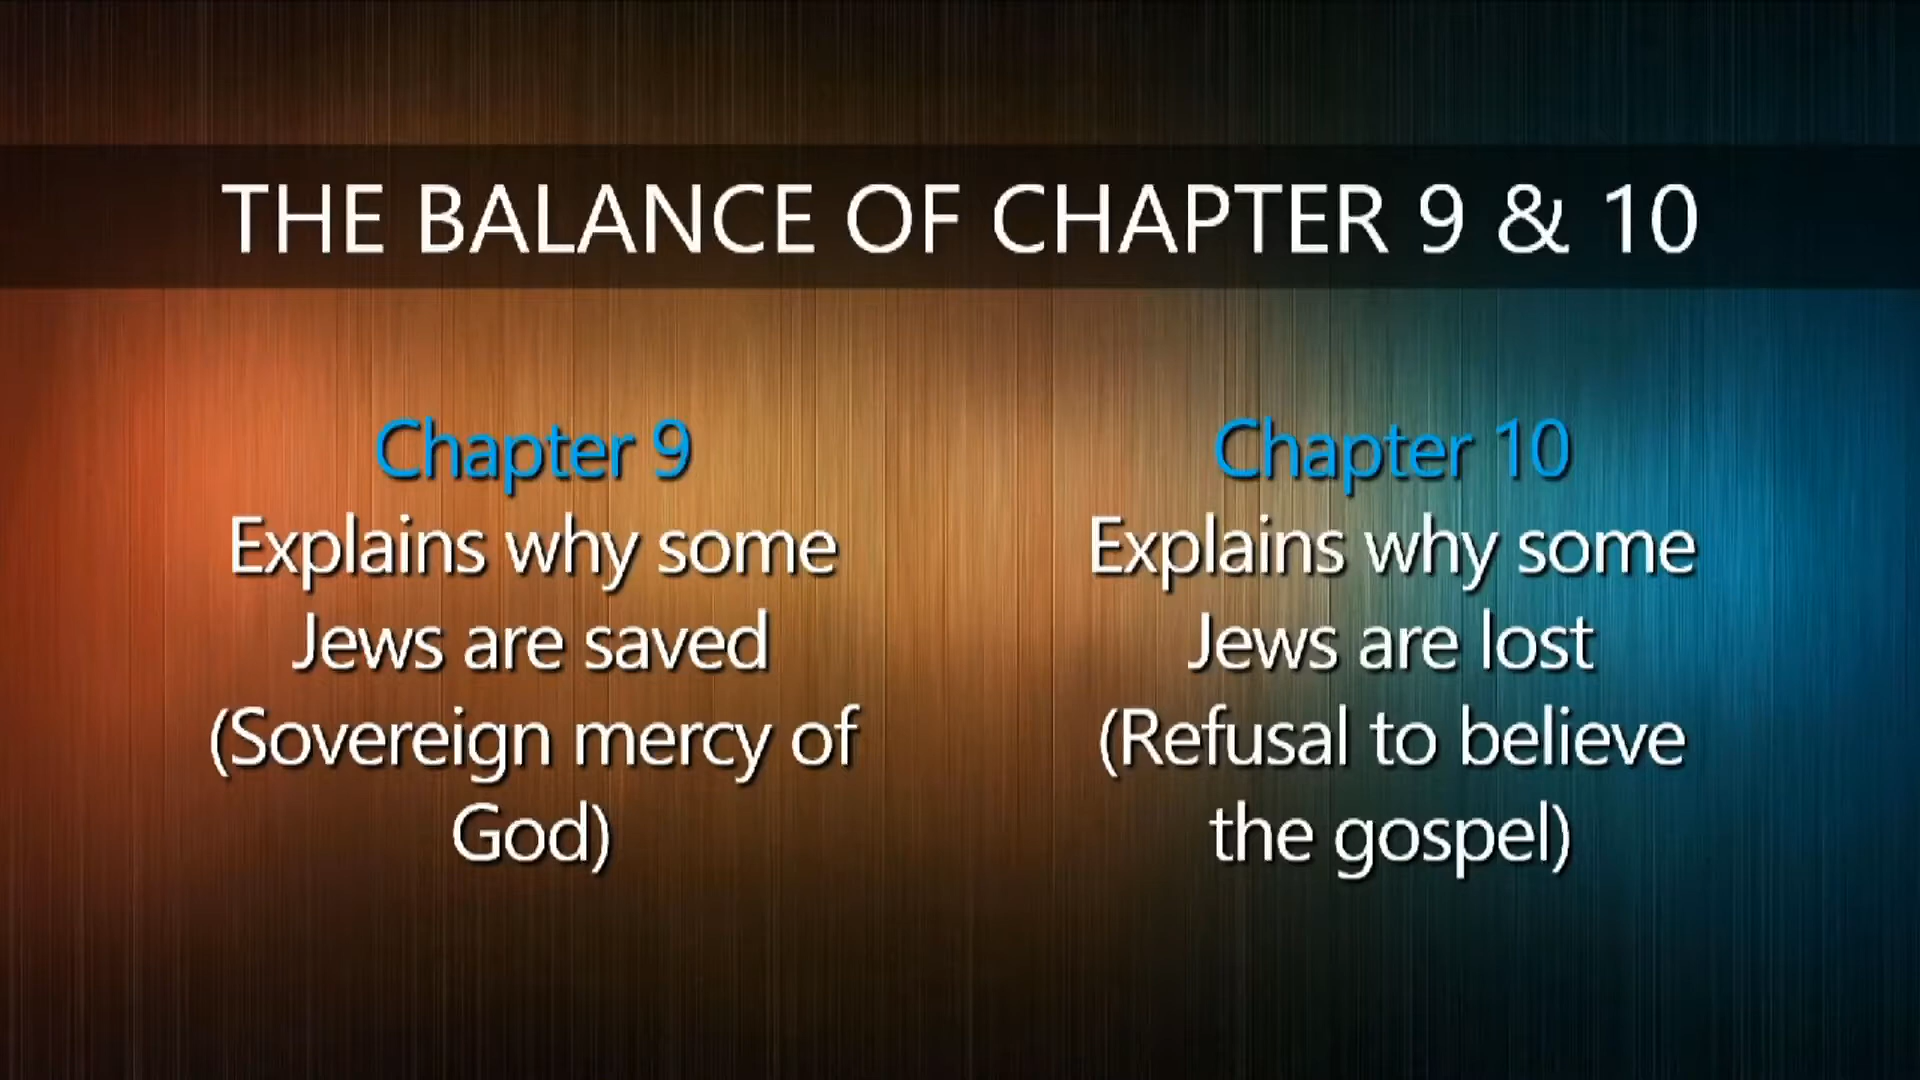 THE BALANCE OF CHAPTER 9 & 10
Chapter 9
Explains why some
Jews are saved
(Sovereign mercy of
God)
Chapter 10
Explains why some
Jews are lost
(Refusal to believe
the gospel)